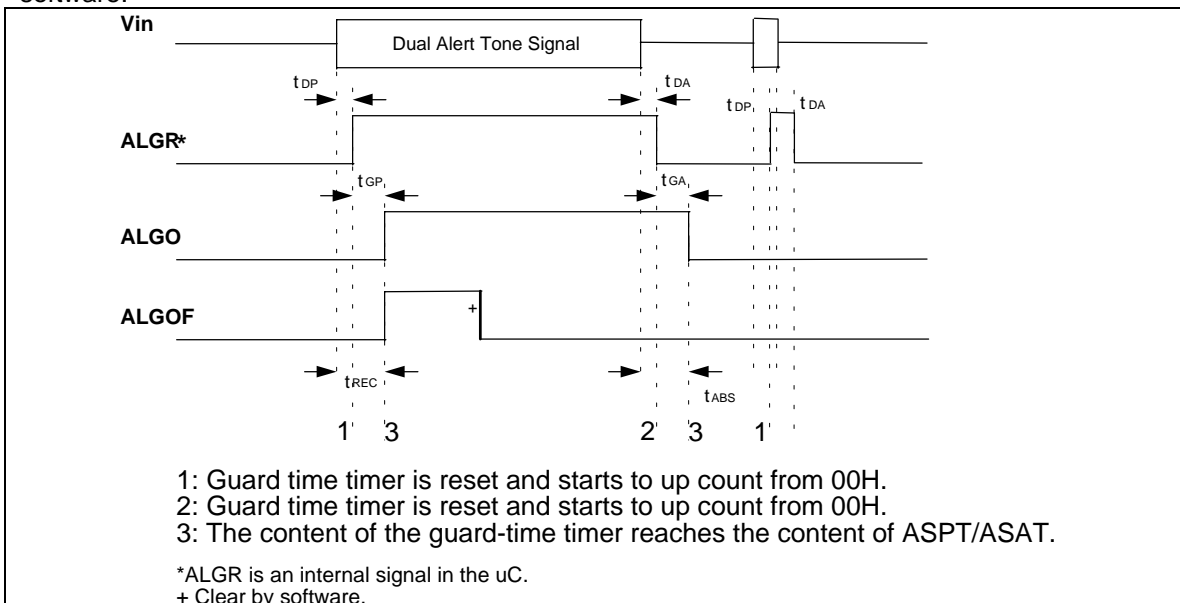 software.
Vin
Dual Alert Tone Signal
tDP
tDA
tDP
tDA
ALGR*
tGP
tGA
ALGO
ALGOF
+
tREC
tABS
1 3 2 3 1
1: Guard time timer is reset and starts to up count from 00H.
2: Guard time timer is reset and starts to up count from 00H.
3: The content of the guard-time timer reaches the content of ASPT/ASAT.
*ALGR is an internal signal in the uC.
+ Clear by software.